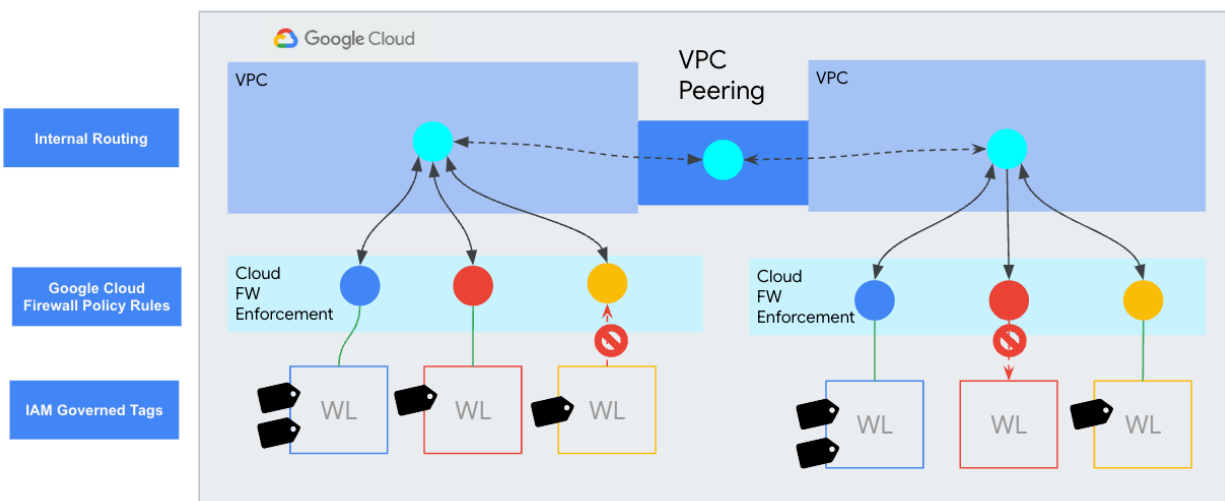 Google Cloud
VPC
VPC
Peering
VPC
Internal Routing
Google Cloud
Firewall Policy Rules
Cloud
FW
Enforcement
Cloud
FW
Enforcement
IAM Governed Tags
WL
WL
WL
WL
WL
WL